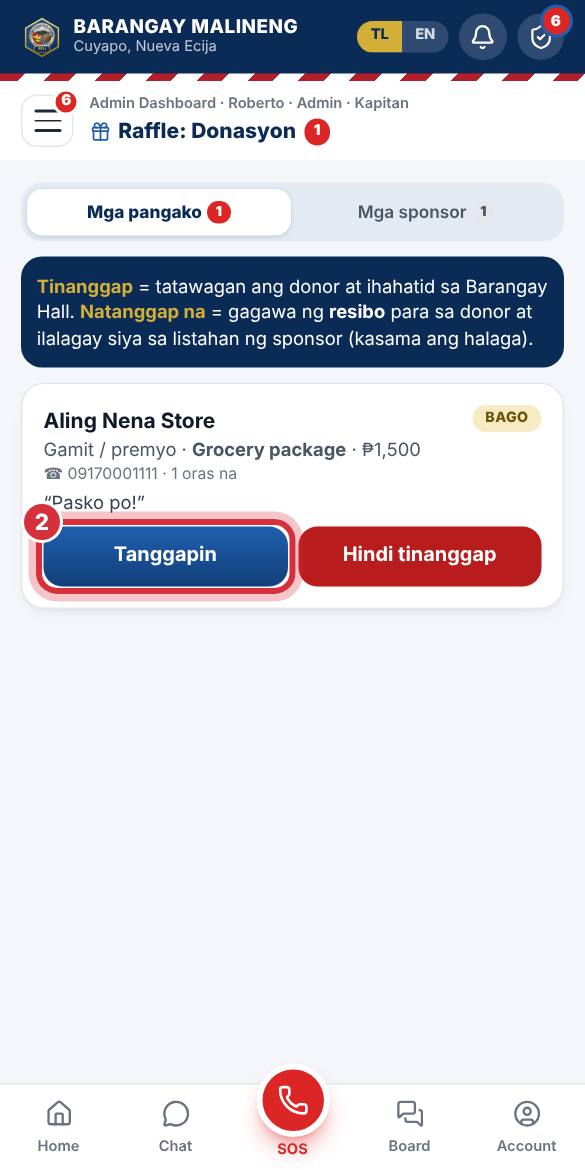 BARANGAY MALINENG
Cuyapo, Nueva Ecija
TL EN
6
6
Admin Dashboard · Roberto · Admin · Kapitan
Raffle: Donasyon 1
Mga pangako 1
Mga sponsor 1
Tinanggap = tatawagan ang donor at ihahatid sa Barangay
Hall. Natanggap na = gagawa ng resibo para sa donor at
ilalagay siya sa listahan ng sponsor (kasama ang halaga).
Aling Nena Store
BAGO
Gamit / premyo · Grocery package · ₱1,500
☎ 09170001111 · 1 oras na
“Pasko po!”
2
Tanggapin
Hindi tinanggap
Home
Chat
SOS
Board
Account